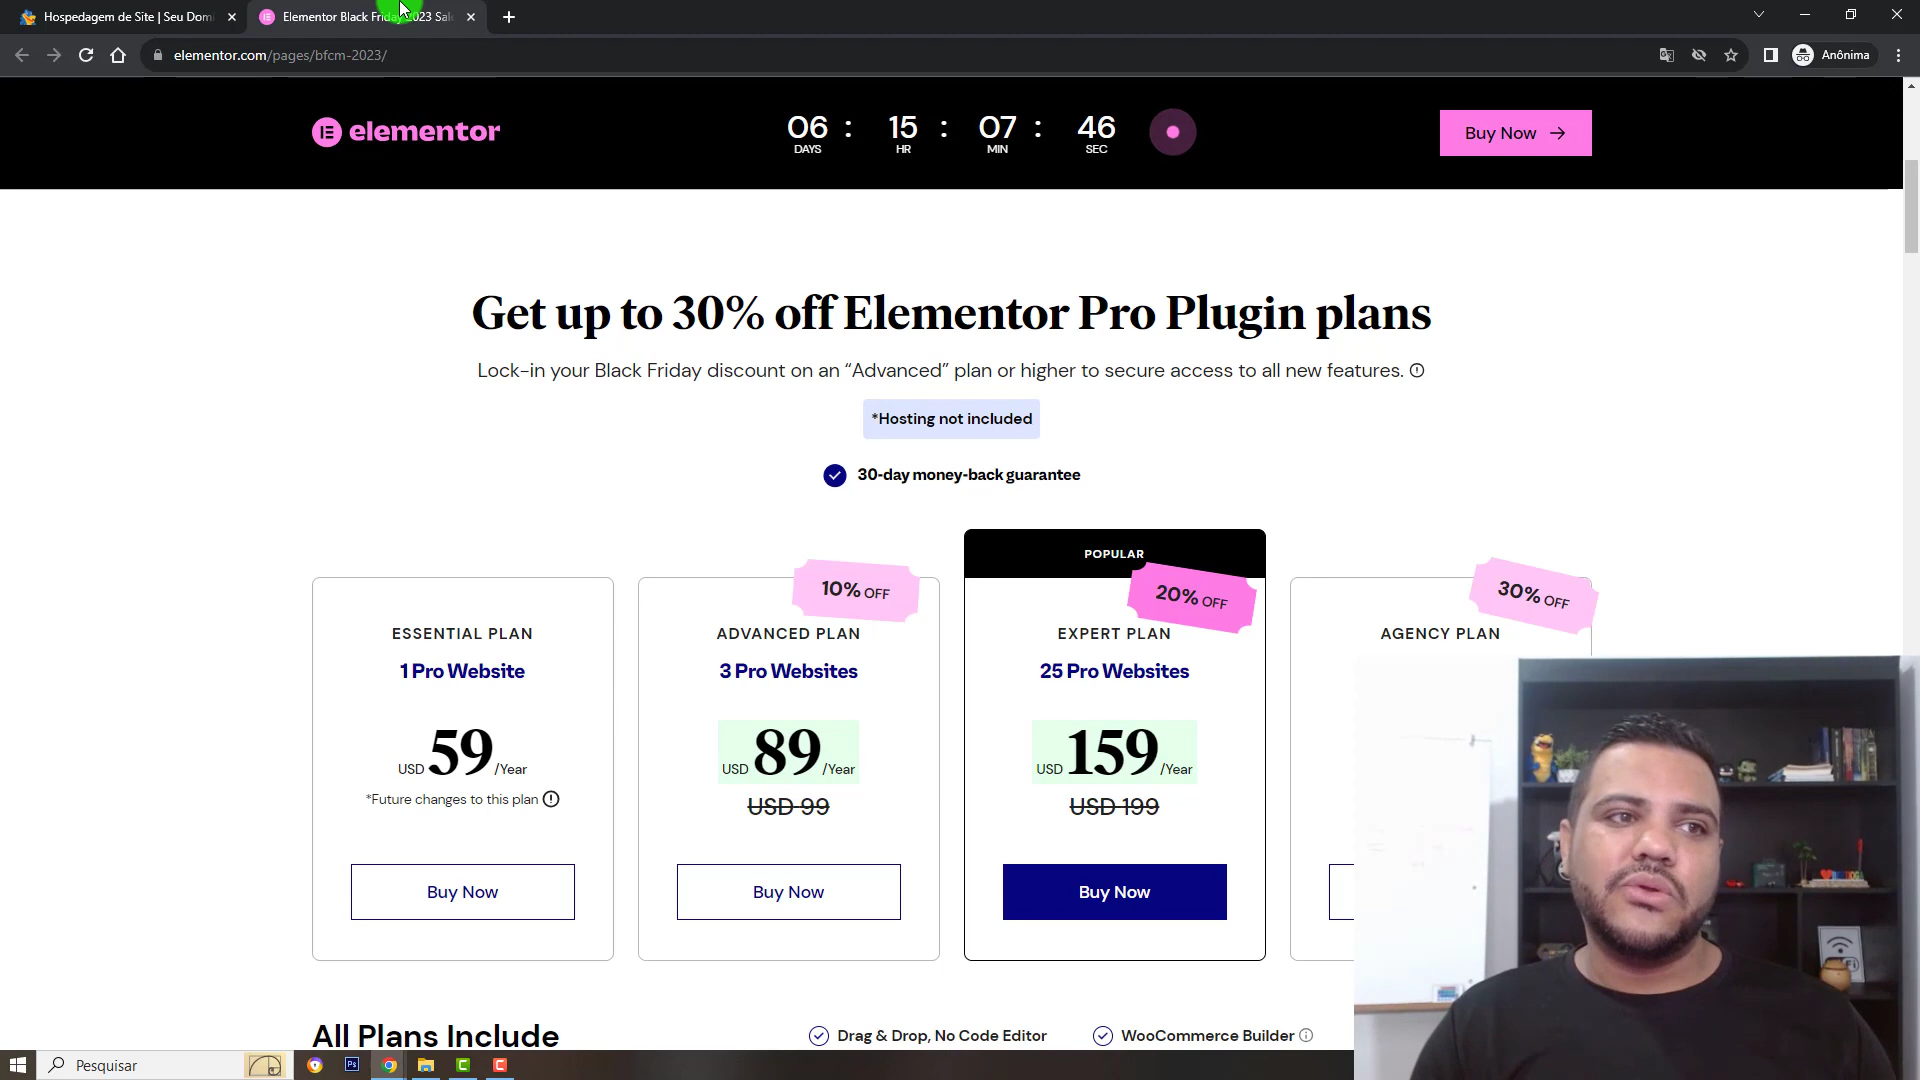 Hospedagem de Site | Seu Domí
Elementor Black Friday 2023 Sal
elementor.com/pages/bfcm-2023/
Anônima
elementor
06 : 15 : 07 : 46
DAYS HR MIN SEC
Buy Now →
Get up to 30% off Elementor Pro Plugin plans
Lock-in your Black Friday discount on an “Advanced” plan or higher to secure access to all new features.
*Hosting not included
30-day money-back guarantee
ESSENTIAL PLAN
1 Pro Website
USD 59 /Year
*Future changes to this plan
Buy Now
10% OFF
ADVANCED PLAN
3 Pro Websites
USD 89 /Year
USD 99
Buy Now
POPULAR
20% OFF
EXPERT PLAN
25 Pro Websites
USD 159 /Year
USD 199
Buy Now
30% OFF
AGENCY PLAN
All Plans Include
Drag & Drop, No Code Editor
WooCommerce Builder
Pesquisar
Ps